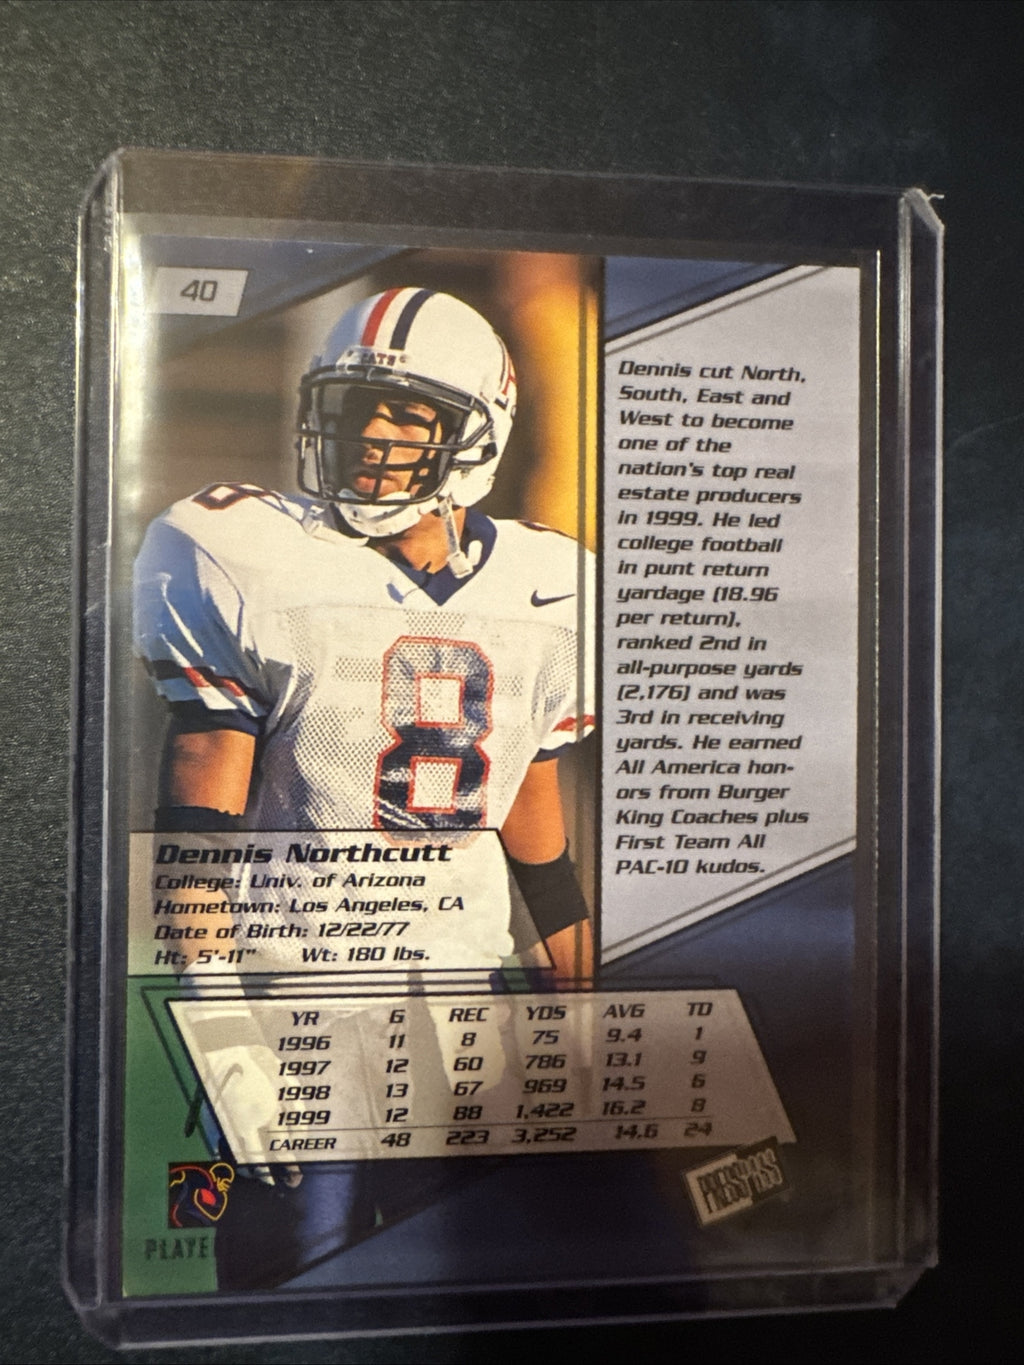 40
CATS
8
8
Dennis cut North,
South, East and
West to become
one of the
nation's top real
estate producers
in 1999. He led
college football
in punt return
yardage (18.96
per return),
ranked 2nd in
all-purpose yards
(2,176) and was
3rd in receiving
yards. He earned
All America hon-
ors from Burger
King Coaches plus
First Team All
PAC-10 kudos.
Dennis Northcutt
College: Univ. of Arizona
Hometown: Los Angeles, CA
Date of Birth: 12/22/77
Ht: 5'-11" Wt: 180 lbs.
YR G REC YDS AVG TD
1996 11 8 75 9.4 1
1997 12 60 786 13.1 9
1998 13 67 969 14.5 6
1999 12 88 1,422 16.2 8
CAREER 48 223 3,252 14.6 24
PRESS PASS
PLAYE